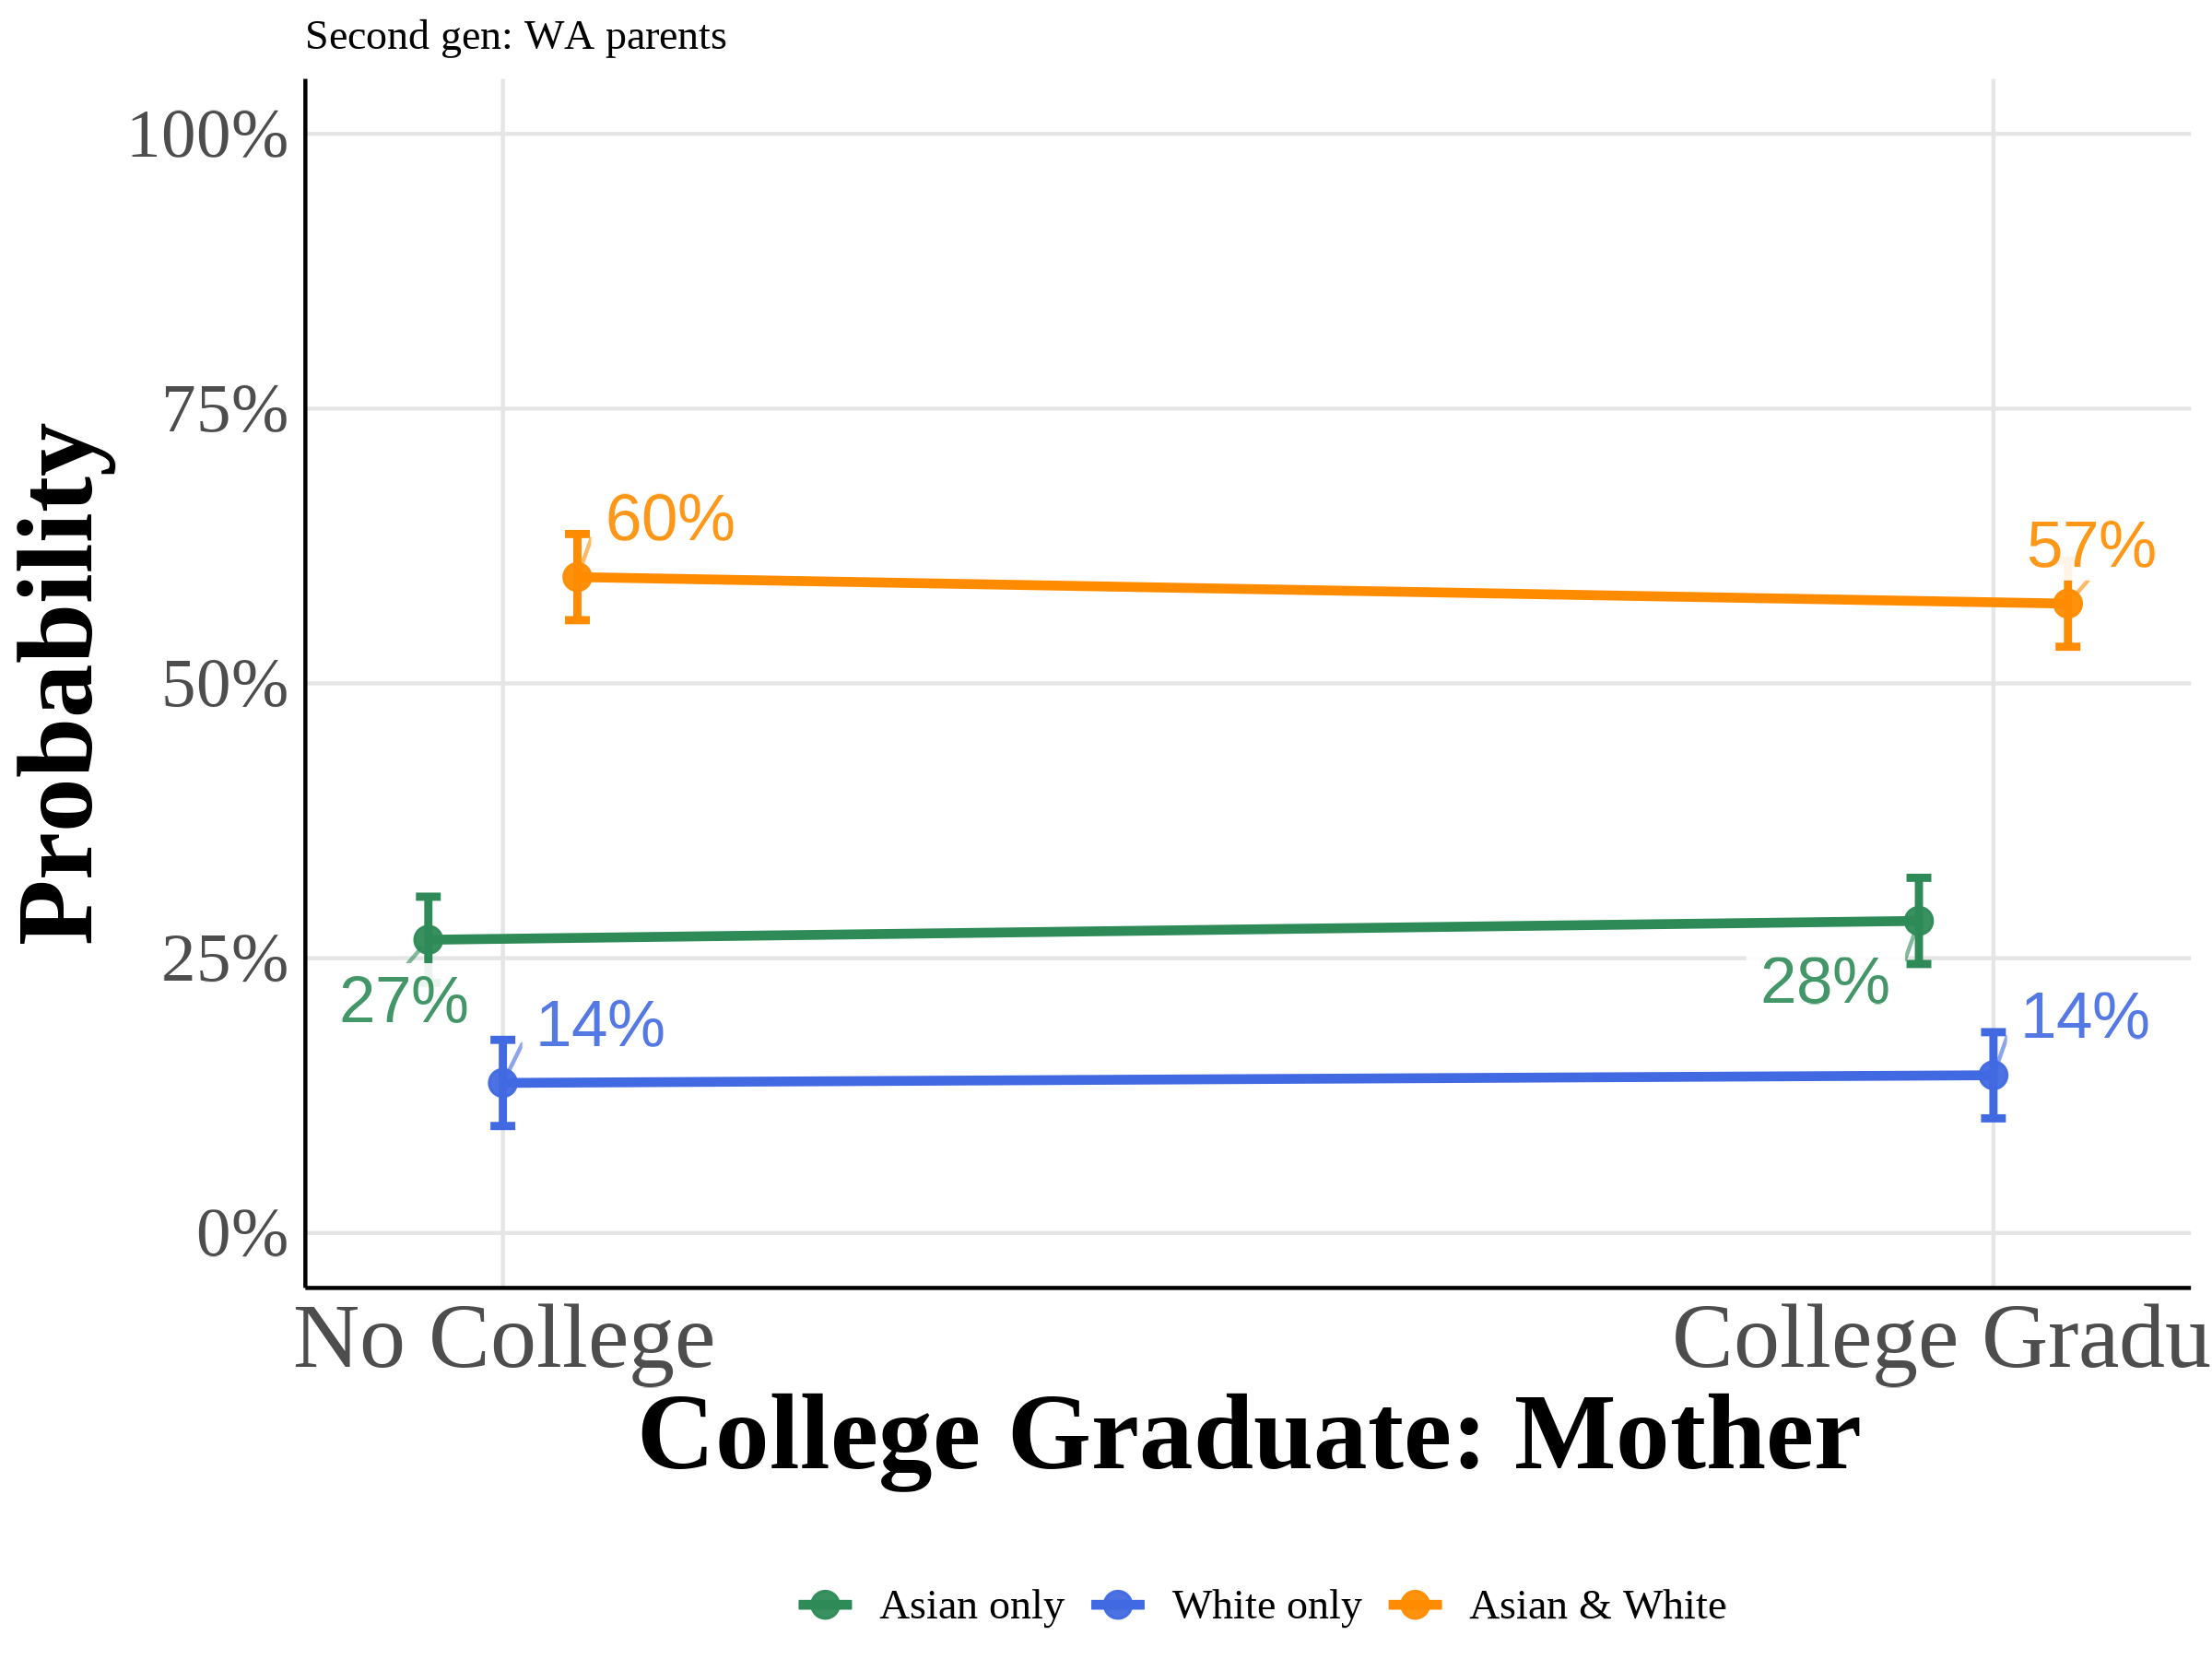 Second gen: WA parents
100%
75%
50%
25%
0%
Probability
60%
57%
27%
28%
14%
14%
No College
College Gradu
College Graduate: Mother
Asian only
White only
Asian & White